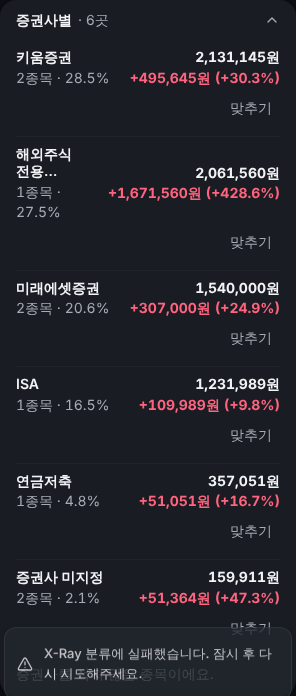 증권사별 · 6곳
키움증권 2,131,145원
2종목 · 28.5% +495,645원 (+30.3%)
맞추기
해외주식
전용... 2,061,560원
1종목 · +1,671,560원 (+428.6%)
27.5%
맞추기
미래에셋증권 1,540,000원
2종목 · 20.6% +307,000원 (+24.9%)
맞추기
ISA 1,231,989원
1종목 · 16.5% +109,989원 (+9.8%)
맞추기
연금저축 357,051원
1종목 · 4.8% +51,051원 (+16.7%)
맞추기
증권사 미지정 159,911원
2종목 · 2.1% +51,364원 (+47.3%)
맞추기
X-Ray 분류에 실패했습니다. 잠시 후 다
시 시도해주세요.